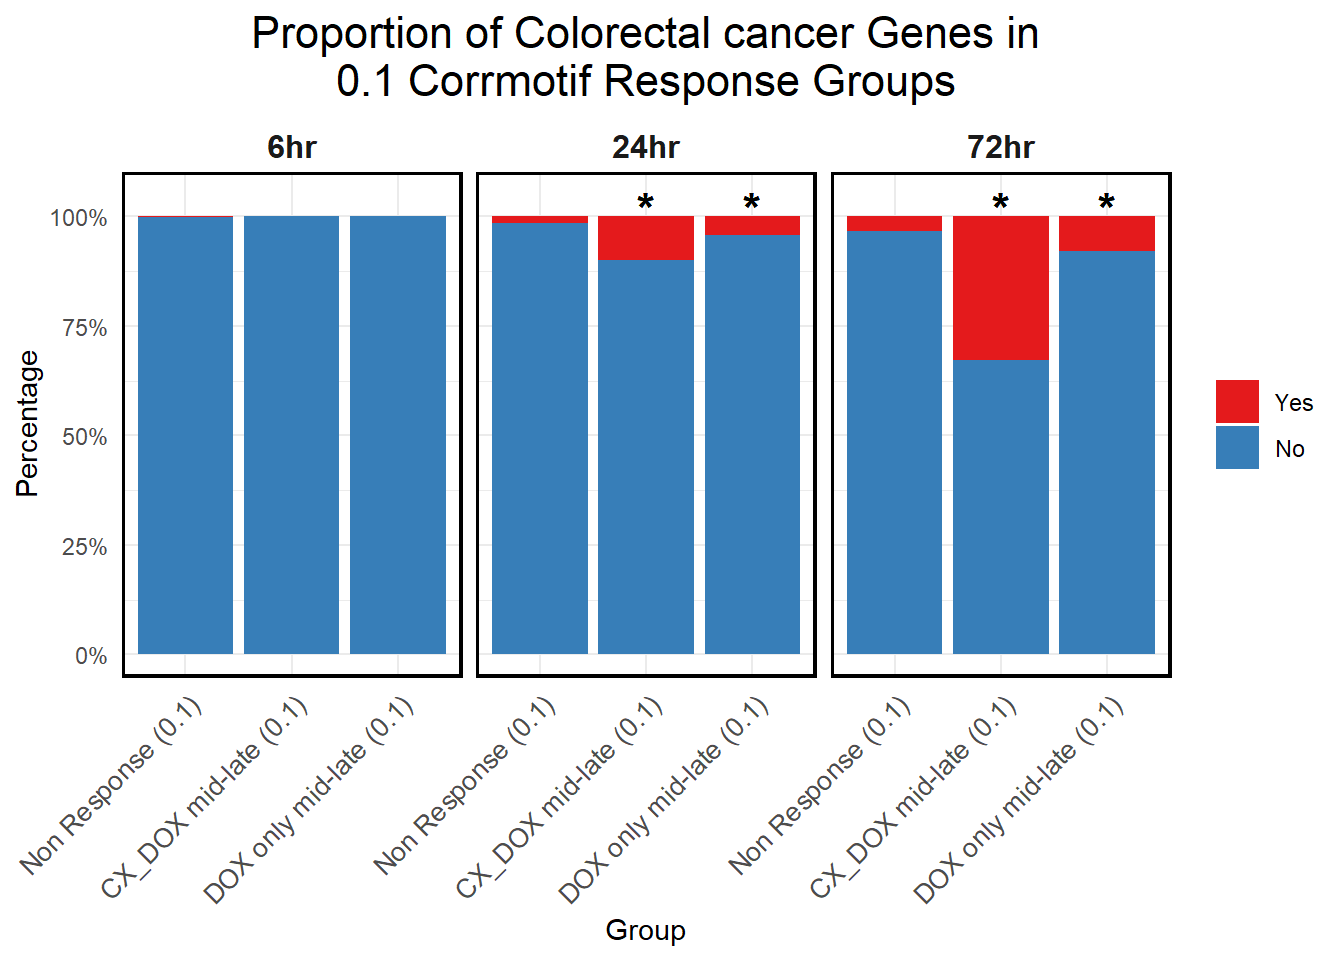 Proportion of Colorectal cancer Genes in
0.1 Corrmotif Response Groups
6hr
24hr
72hr
*
*
*
*
100%
75%
50%
25%
0%
Percentage
Yes
No
Non Response (0.1)
CX_DOX mid-late (0.1)
DOX only mid-late (0.1)
Non Response (0.1)
CX_DOX mid-late (0.1)
DOX only mid-late (0.1)
Non Response (0.1)
CX_DOX mid-late (0.1)
DOX only mid-late (0.1)
Group